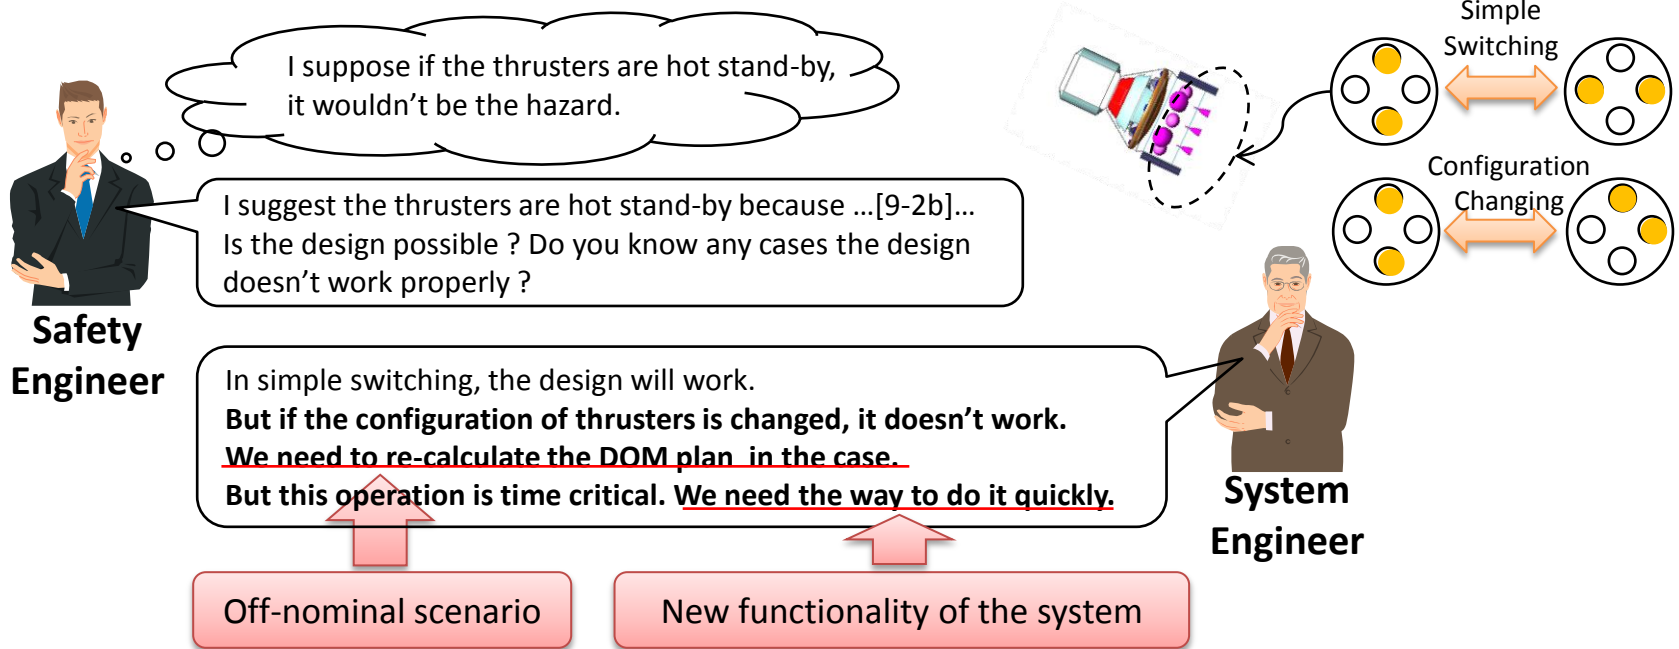 I suppose if the thrusters are hot stand-by,
it wouldn't be the hazard.
Simple
Switching
I suggest the thrusters are hot stand-by because ...[9-2b]...
Is the design possible ? Do you know any cases the design
doesn't work properly ?
Configuration
Changing
Safety
Engineer
In simple switching, the design will work.
But if the configuration of thrusters is changed, it doesn't work.
We need to re-calculate the DOM plan in the case.
But this operation is time critical. We need the way to do it quickly.
System
Engineer
Off-nominal scenario
New functionality of the system